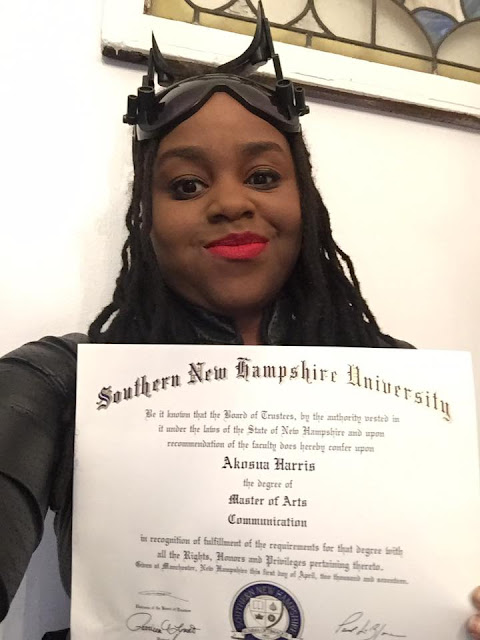 Southern New Hampshire University
Be it known that the Board of Trustees, by the authority vested in
it under the laws of the State of New Hampshire and upon
recommendation of the faculty does hereby confer upon
Akosua Harris
the degree of
Master of Arts
Communication
in recognition of fulfillment of the requirements for that degree with
all the Rights, Honors and Privileges pertaining thereto.
Given at Manchester, New Hampshire this first day of April, two thousand and seventeen.
SOUTHERN NEW HAMPSHIRE